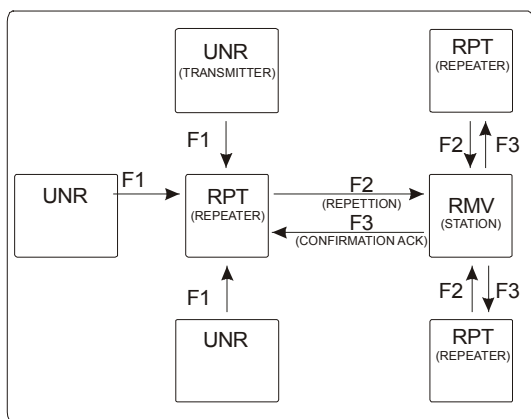 UNR
(TRANSMITTER)
RPT
(REPEATER)
F1
F2
F3
UNR
F1
RPT
(REPEATER)
F2
(REPETTION)
F3
(CONFIRMATION ACK)
RMV
(STATION)
F1
UNR
F2
F3
RPT
(REPEATER)